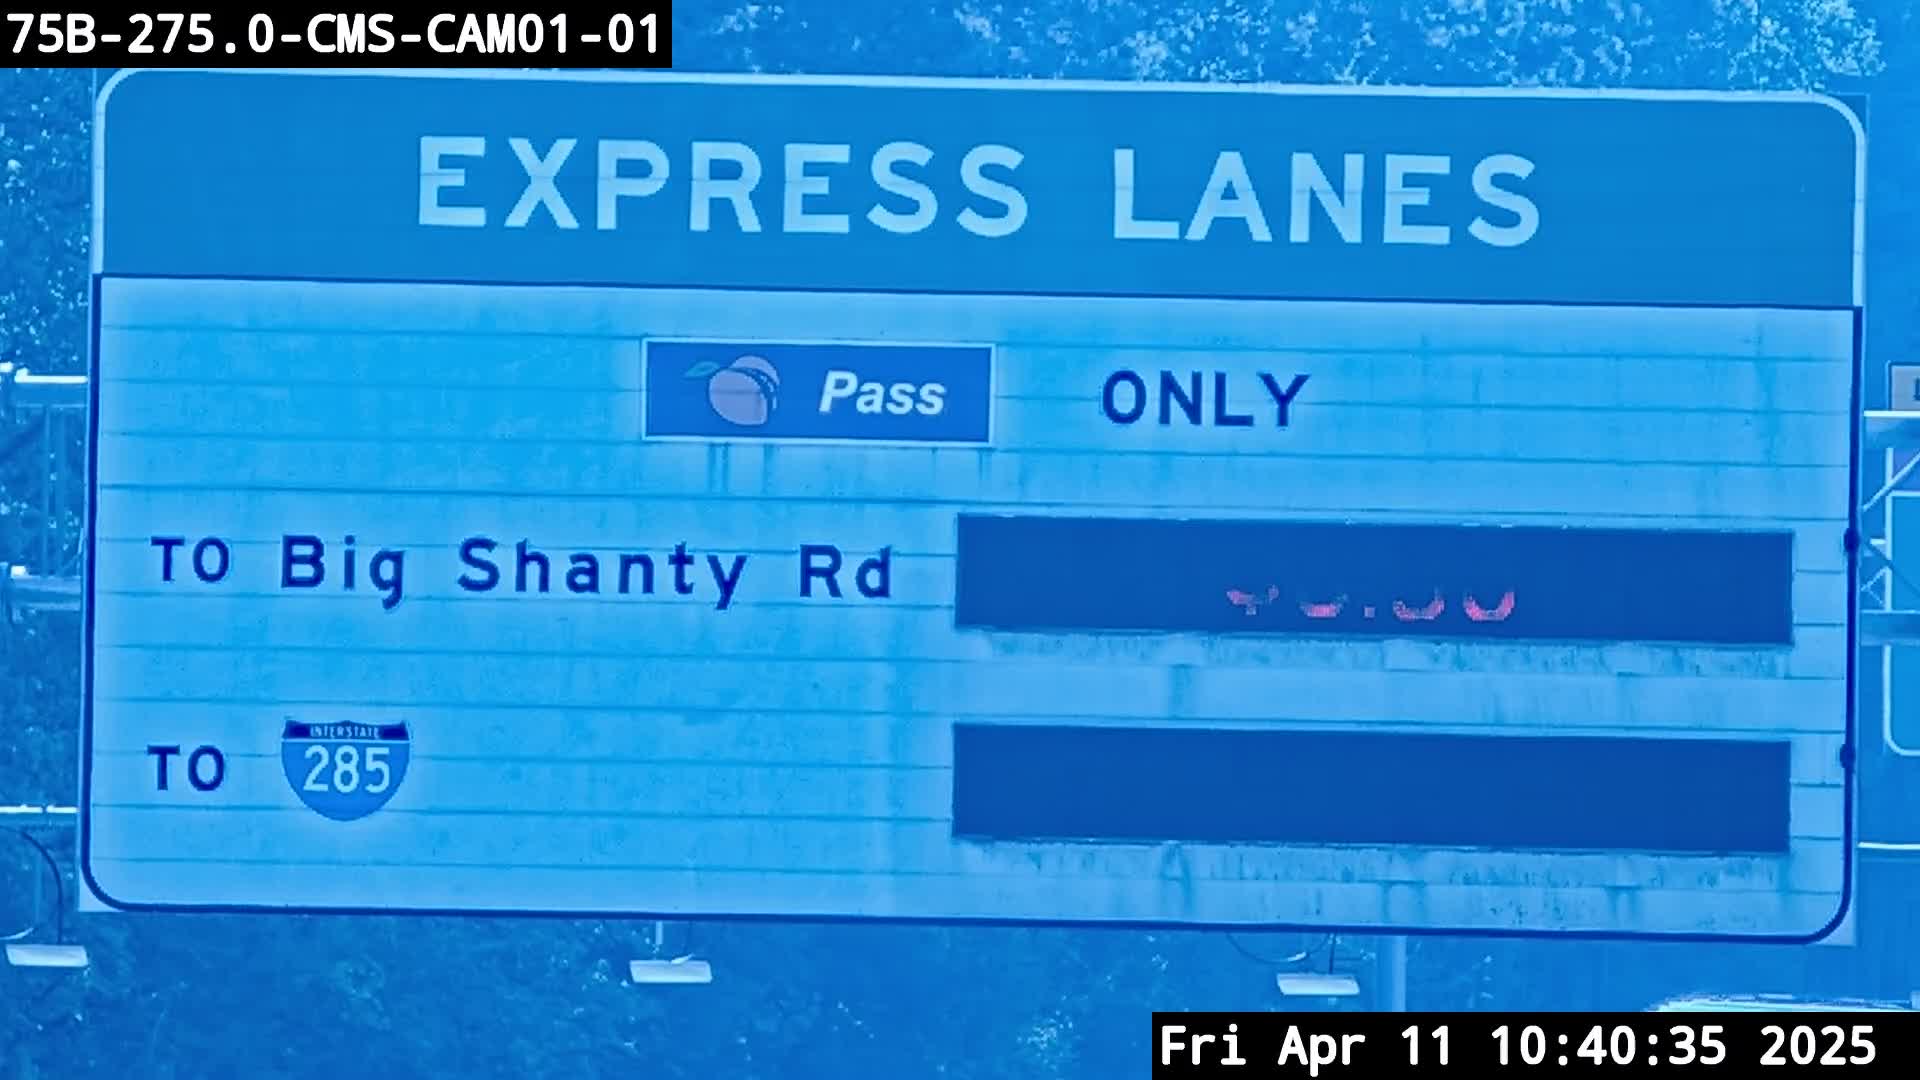 75B-275.0-CMS-CAM01-01
EXPRESS LANES
Pass ONLY
TO Big Shanty Rd
TO INTERSTATE 285
Fri Apr 11 10:40:35 2025